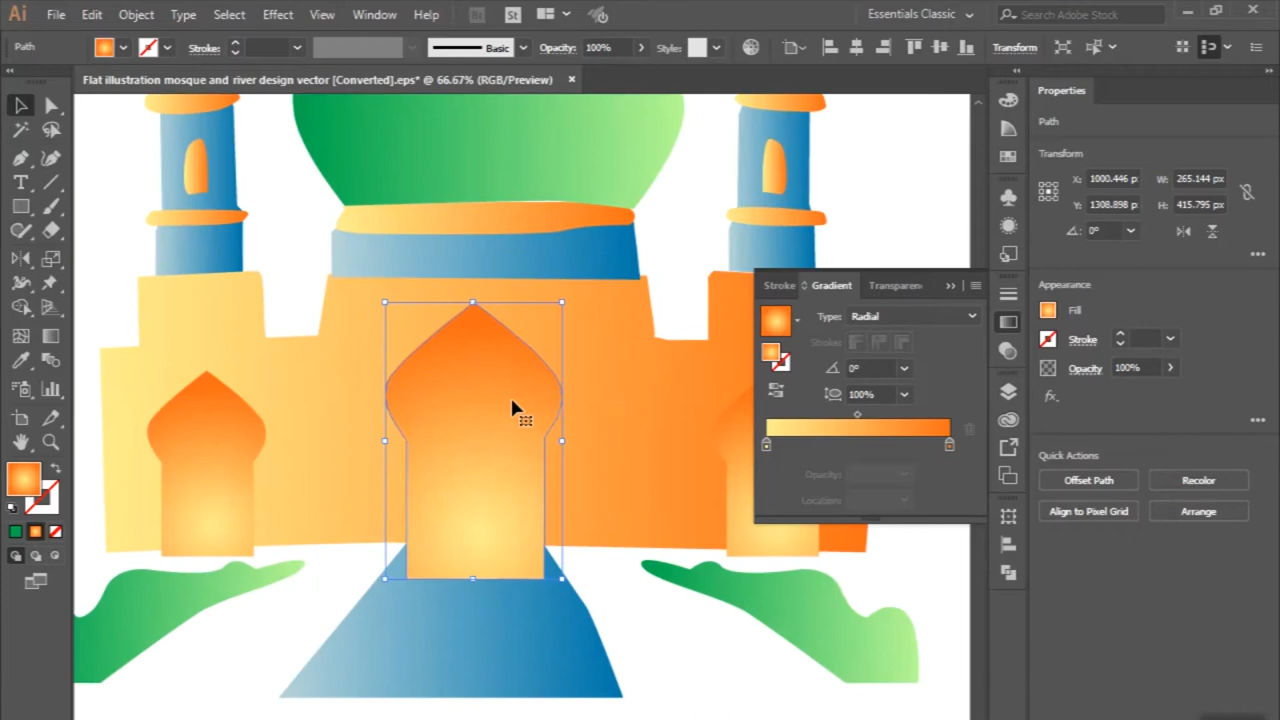 Ai File Edit Object Type Select Effect View Window Help Br St Essentials Classic Search Adobe Stock
Path Stroke: Basic Opacity: 100% Style: Transform
Flat illustration mosque and river design vector [Converted].eps* @ 66.67% (RGB/Preview)
Properties
Path
Transform
X: 1000.446 p W: 265.144 px
Y: 1308.898 p H: 415.795 px
0°
Stroke Gradient Transparen
Type: Radial
Stroke:
0°
100%
Opacity:
Location:
Appearance
Fill
Stroke
Opacity 100%
fx.
Quick Actions
Offset Path Recolor
Align to Pixel Grid Arrange